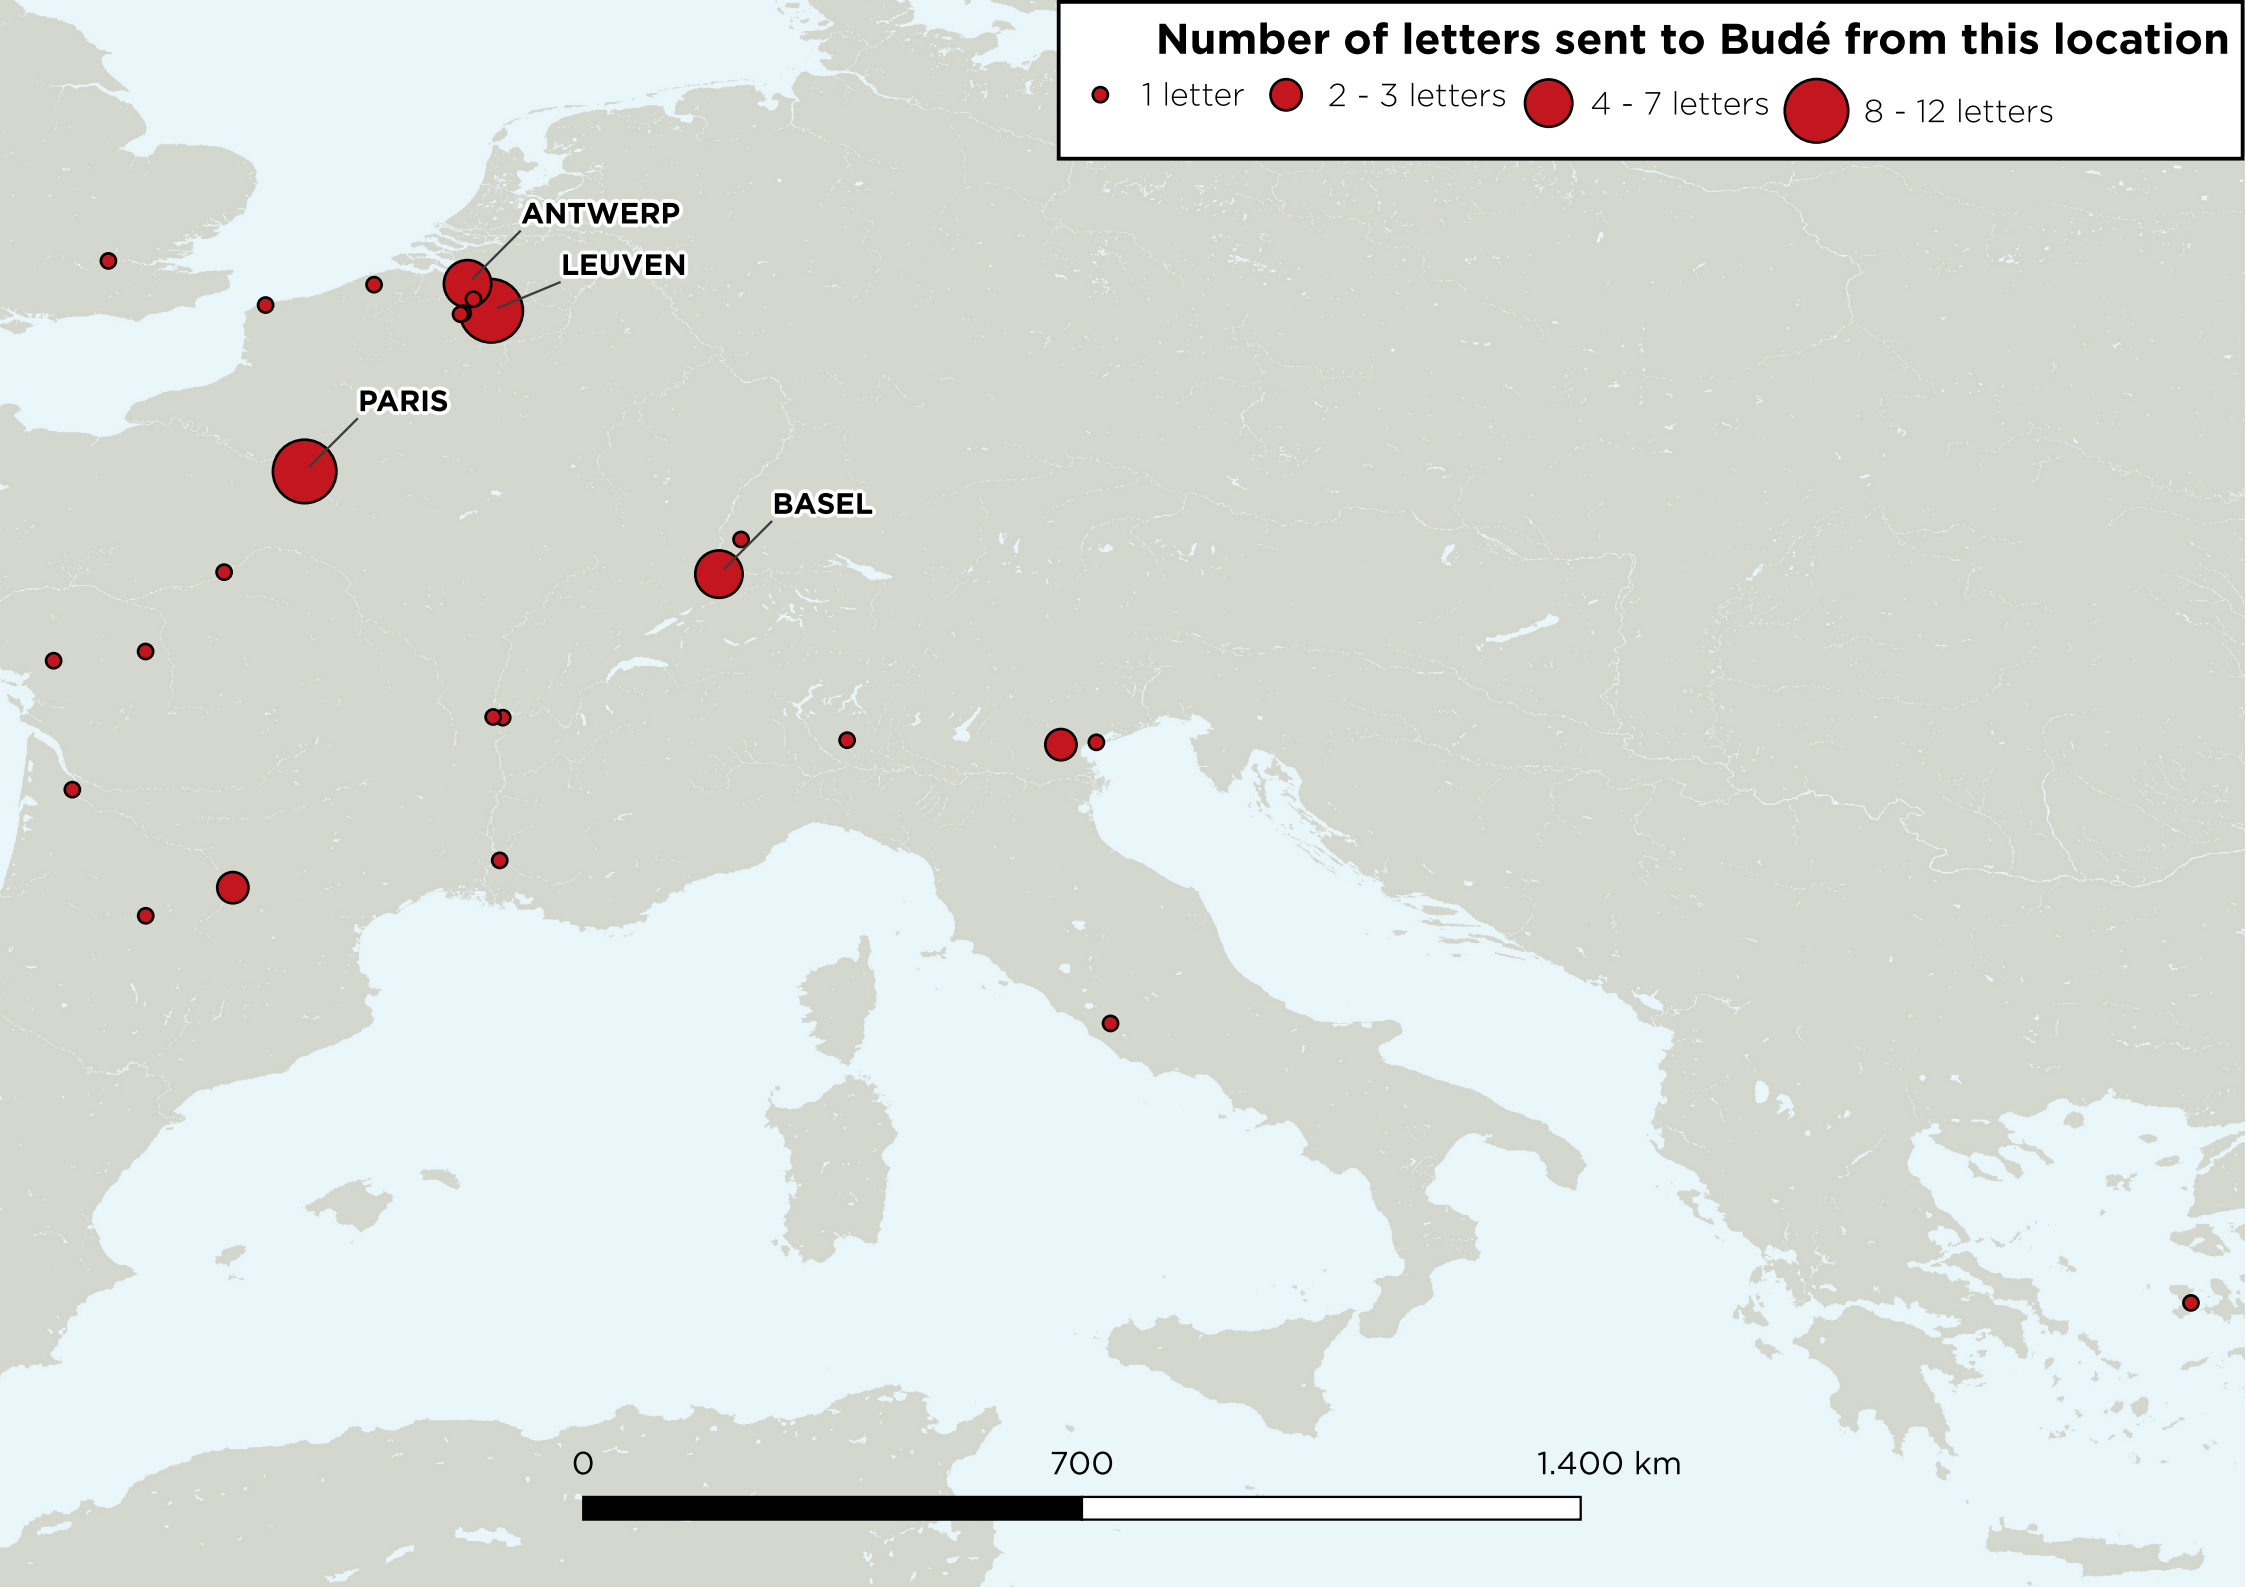 Number of letters sent to Budé from this location
1 letter 2 - 3 letters 4 - 7 letters 8 - 12 letters
ANTWERP
LEUVEN
PARIS
BASEL
0 700 1.400 km